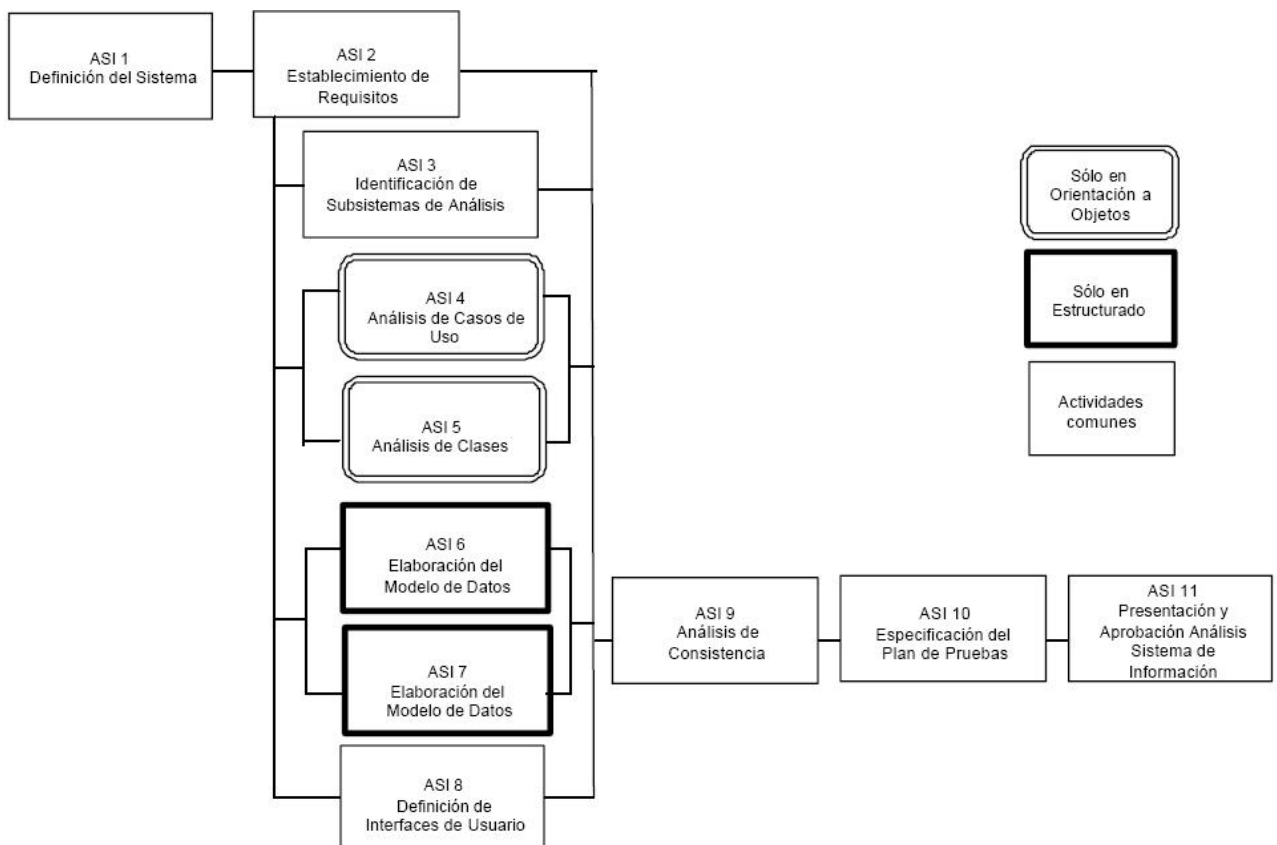 ASI 1
Definición del Sistema
ASI 2
Establecimiento de
Requisitos
ASI 3
Identificación de
Subsistemas de Análisis
ASI 4
Análisis de Casos de
Uso
ASI 5
Análisis de Clases
ASI 6
Elaboración del
Modelo de Datos
ASI 7
Elaboración del
Modelo de Datos
ASI 8
Definición de
Interfaces de Usuario
ASI 9
Análisis de
Consistencia
ASI 10
Especificación del
Plan de Pruebas
ASI 11
Presentación y
Aprobación Análisis
Sistema de
Información
Sólo en
Orientación a
Objetos
Sólo en
Estructurado
Actividades
comunes